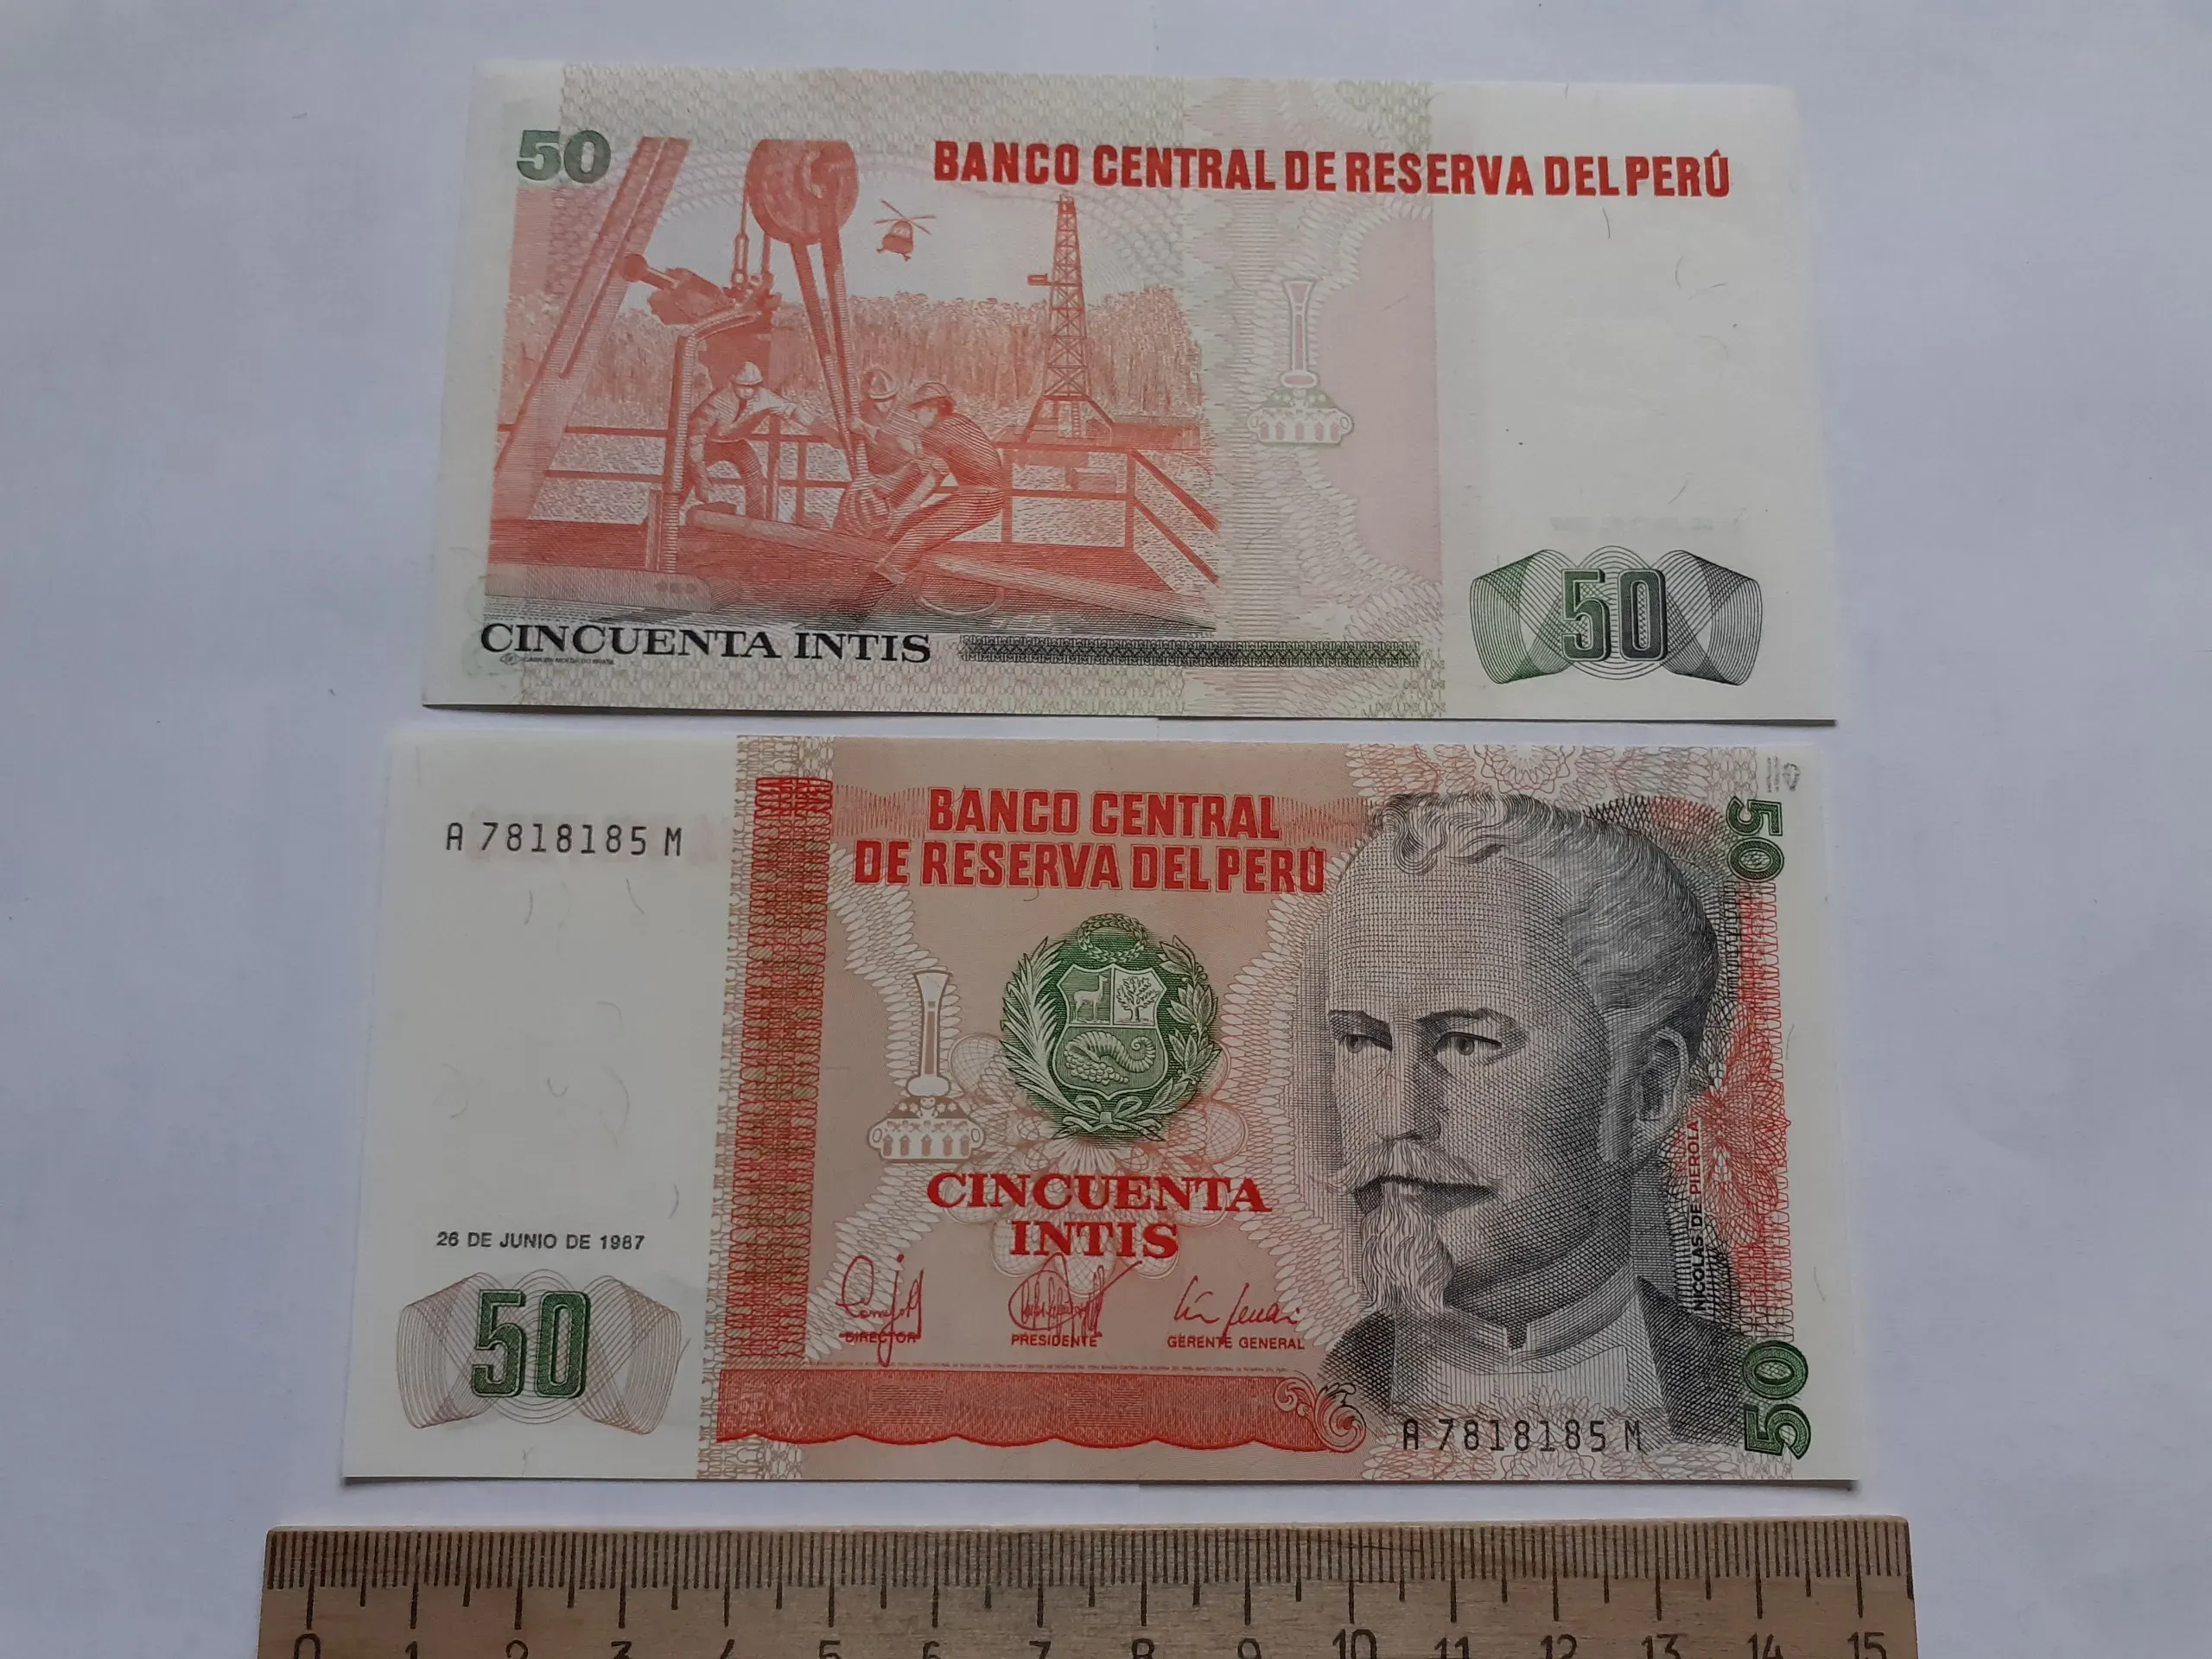 50
BANCO CENTRAL DE RESERVA DEL PERÚ
CINCUENTA INTIS
50
A 7818185 M
BANCO CENTRAL
DE RESERVA DEL PERÚ
50
CINCUENTA
INTIS
NICOLAS DE PIEROLA
26 DE JUNIO DE 1987
DIRECTOR
PRESIDENTE
GERENTE GENERAL
50
A 7818185 M
50
0 1 2 3 4 5 6 7 8 9 10 11 12 13 14 15